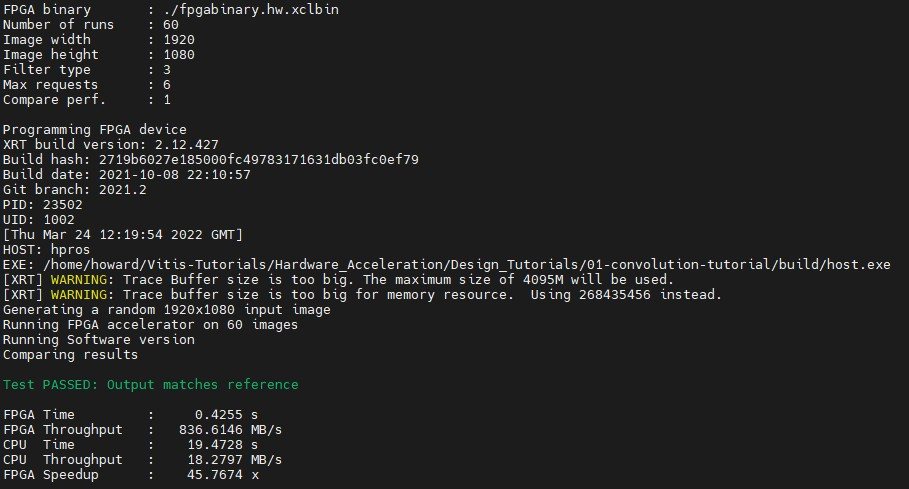 FPGA binary : ./fpgabinary.hw.xclbin
Number of runs : 60
Image width : 1920
Image height : 1080
Filter type : 3
Max requests : 6
Compare perf. : 1
Programming FPGA device
XRT build version: 2.12.427
Build hash: 2719b6027e185000fc49783171631db03fc0ef79
Build date: 2021-10-08 22:10:57
Git branch: 2021.2
PID: 23502
UID: 1002
[Thu Mar 24 12:19:54 2022 GMT]
HOST: hpros
EXE: /home/howard/Vitis-Tutorials/Hardware_Acceleration/Design_Tutorials/01-convolution-tutorial/build/host.exe
[XRT] WARNING: Trace Buffer size is too big. The maximum size of 4095M will be used.
[XRT] WARNING: Trace buffer size is too big for memory resource.  Using 268435456 instead.
Generating a random 1920x1080 input image
Running FPGA accelerator on 60 images
Running Software version
Comparing results
Test PASSED: Output matches reference
FPGA Time : 0.4255 s
FPGA Throughput : 836.6146 MB/s
CPU  Time : 19.4728 s
CPU  Throughput : 18.2797 MB/s
FPGA Speedup : 45.7674 x